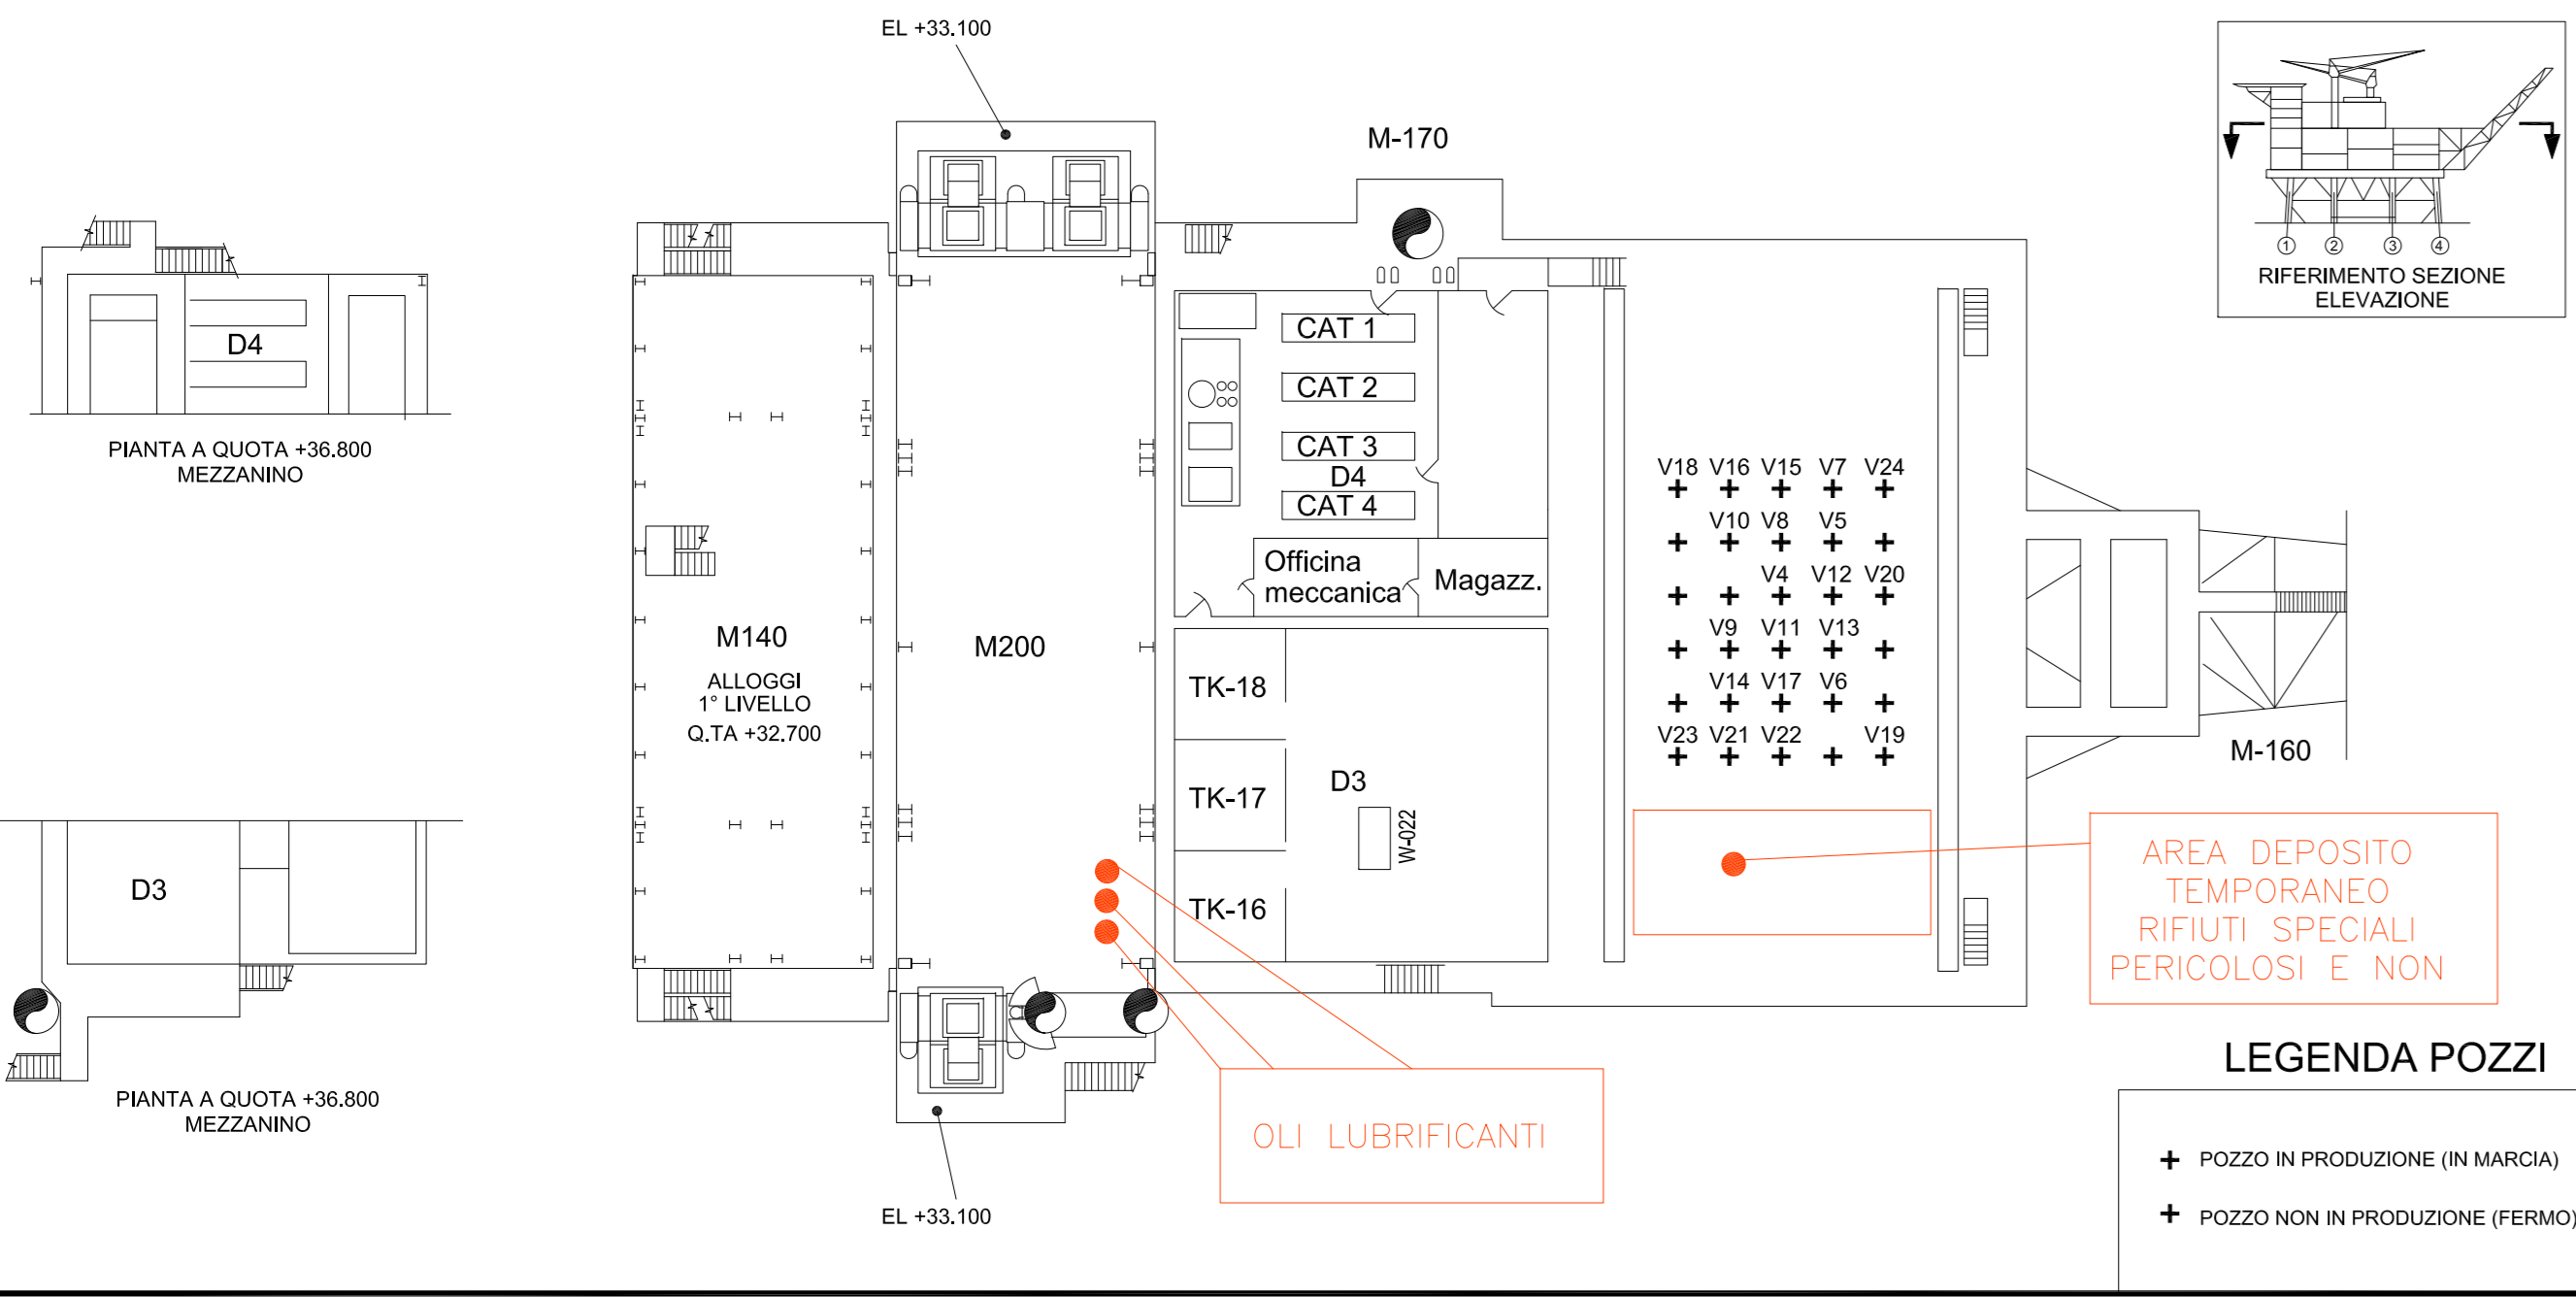 EL +33.100
M-170
1 2 3 4
RIFERIMENTO SEZIONE
ELEVAZIONE
D4
PIANTA A QUOTA +36.800
MEZZANINO
CAT 1
CAT 2
CAT 3
D4
CAT 4
Officina
meccanica
Magazz.
V18 V16 V15 V7 V24
V10 V8 V5
V4 V12 V20
V9 V11 V13
V14 V17 V6
V23 V21 V22 V19
M140
ALLOGGI
1° LIVELLO
Q.TA +32.700
M200
TK-18
TK-17
TK-16
D3
W-022
M-160
AREA DEPOSITO
TEMPORANEO
RIFIUTI SPECIALI
PERICOLOSI E NON
D3
PIANTA A QUOTA +36.800
MEZZANINO
OLI LUBRIFICANTI
EL +33.100
LEGENDA POZZI
POZZO IN PRODUZIONE (IN MARCIA)
POZZO NON IN PRODUZIONE (FERMO)